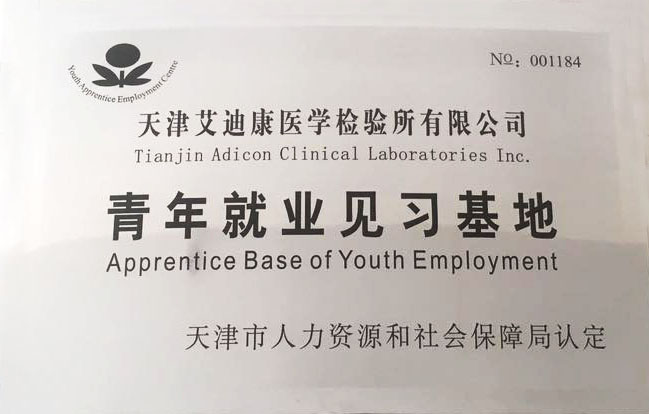 Youth Apprentice Employment Centre
№: 001184
天津艾迪康医学检验所有限公司
Tianjin Adicon Clinical Laboratories Inc.
青年就业见习基地
Apprentice Base of Youth Employment
天津市人力资源和社会保障局认定